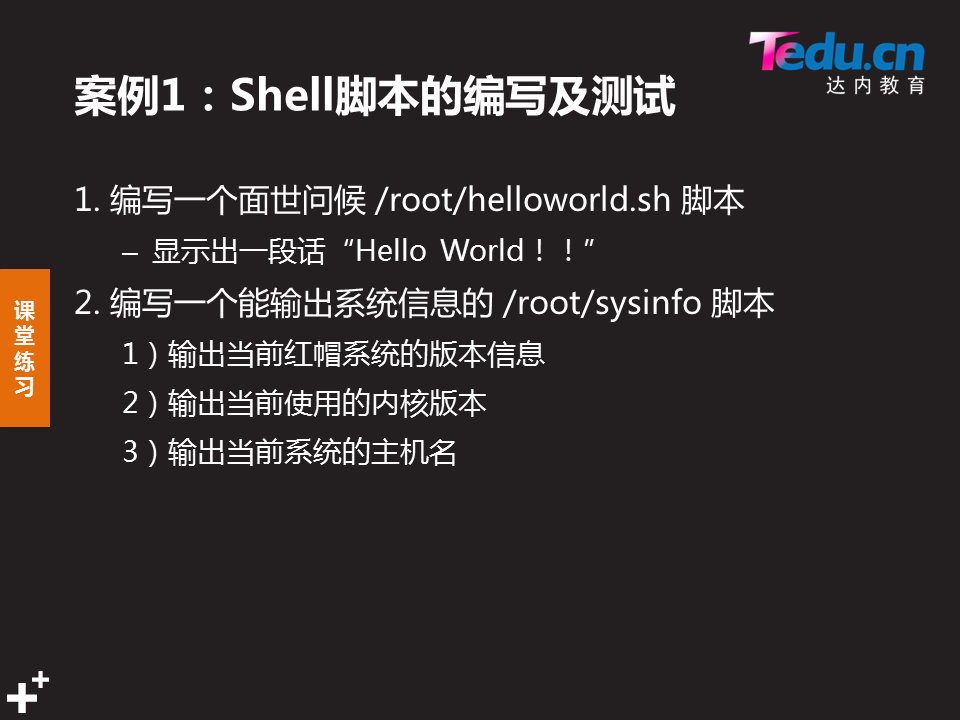 Tedu.cn
达内教育
案例1：Shell脚本的编写及测试
1. 编写一个面世问候 /root/helloworld.sh 脚本
– 显示出一段话“Hello World！！”
课堂练习
2. 编写一个能输出系统信息的 /root/sysinfo 脚本
1）输出当前红帽系统的版本信息
2）输出当前使用的内核版本
3）输出当前系统的主机名